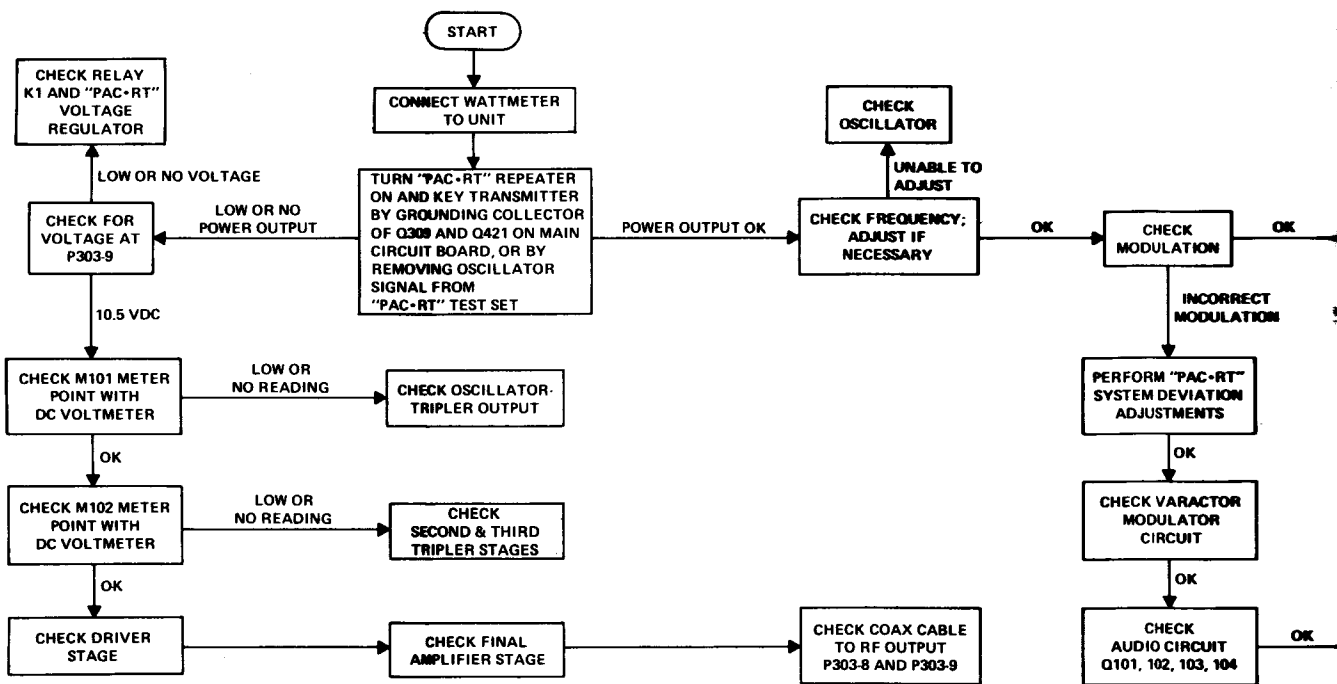 START
CONNECT WATTMETER
TO UNIT
TURN "PAC•RT" REPEATER
ON AND KEY TRANSMITTER
BY GROUNDING COLLECTOR
OF Q309 AND Q421 ON MAIN
CIRCUIT BOARD, OR BY
REMOVING OSCILLATOR
SIGNAL FROM
"PAC•RT" TEST SET
LOW OR NO
POWER OUTPUT
CHECK FOR
VOLTAGE AT
P303-9
LOW OR NO VOLTAGE
CHECK RELAY
K1 AND "PAC•RT"
VOLTAGE
REGULATOR
10.5 VDC
CHECK M101 METER
POINT WITH
DC VOLTMETER
LOW OR
NO READING
CHECK OSCILLATOR-
TRIPLER OUTPUT
OK
CHECK M102 METER
POINT WITH
DC VOLTMETER
LOW OR
NO READING
CHECK
SECOND & THIRD
TRIPLER STAGES
OK
CHECK DRIVER
STAGE
CHECK FINAL
AMPLIFIER STAGE
CHECK COAX CABLE
TO RF OUTPUT
P303-8 AND P303-9
POWER OUTPUT OK
CHECK FREQUENCY;
ADJUST IF
NECESSARY
UNABLE TO
ADJUST
CHECK
OSCILLATOR
OK
CHECK
MODULATION
OK
INCORRECT
MODULATION
PERFORM "PAC•RT"
SYSTEM DEVIATION
ADJUSTMENTS
OK
CHECK VARACTOR
MODULATOR
CIRCUIT
OK
CHECK
AUDIO CIRCUIT
Q101, 102, 103, 104
OK